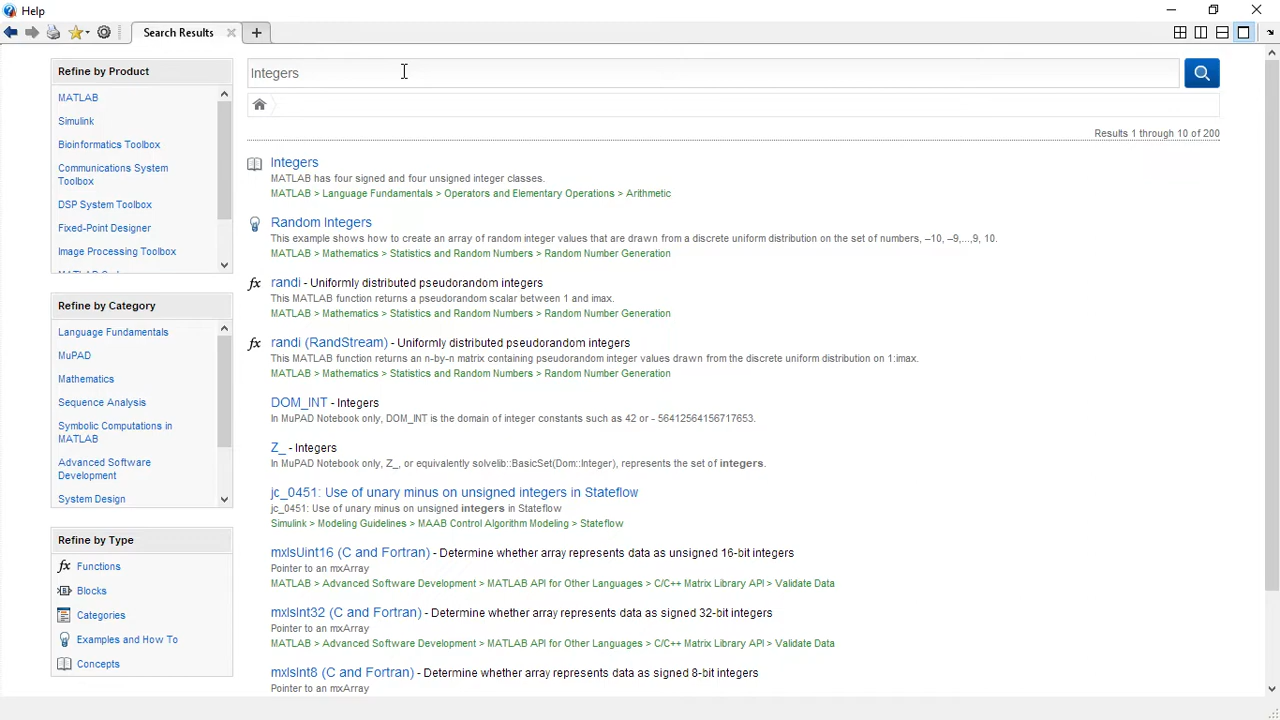 Help
Search Results
Refine by Product
MATLAB
Simulink
Bioinformatics Toolbox
Communications System
Toolbox
DSP System Toolbox
Fixed-Point Designer
Image Processing Toolbox
Refine by Category
Language Fundamentals
MuPAD
Mathematics
Sequence Analysis
Symbolic Computations in
MATLAB
Advanced Software
Development
System Design
Refine by Type
fx Functions
Blocks
Categories
Examples and How To
Concepts
Integers
Results 1 through 10 of 200
Integers
MATLAB has four signed and four unsigned integer classes.
MATLAB > Language Fundamentals > Operators and Elementary Operations > Arithmetic
Random Integers
This example shows how to create an array of random integer values that are drawn from a discrete uniform distribution on the set of numbers, –10, –9,...,9, 10.
MATLAB > Mathematics > Statistics and Random Numbers > Random Number Generation
fx randi - Uniformly distributed pseudorandom integers
This MATLAB function returns a pseudorandom scalar between 1 and imax.
MATLAB > Mathematics > Statistics and Random Numbers > Random Number Generation
fx randi (RandStream) - Uniformly distributed pseudorandom integers
This MATLAB function returns an n-by-n matrix containing pseudorandom integer values drawn from the discrete uniform distribution on 1:imax.
MATLAB > Mathematics > Statistics and Random Numbers > Random Number Generation
DOM_INT - Integers
In MuPAD Notebook only, DOM_INT is the domain of integer constants such as 42 or - 56412564156717653.
Z_ - Integers
In MuPAD Notebook only, Z_, or equivalently solvelib::BasicSet(Dom::Integer), represents the set of integers.
jc_0451: Use of unary minus on unsigned integers in Stateflow
jc_0451: Use of unary minus on unsigned integers in Stateflow
Simulink > Modeling Guidelines > MAAB Control Algorithm Modeling > Stateflow
mxIsUint16 (C and Fortran) - Determine whether array represents data as unsigned 16-bit integers
Pointer to an mxArray
MATLAB > Advanced Software Development > MATLAB API for Other Languages > C/C++ Matrix Library API > Validate Data
mxIsInt32 (C and Fortran) - Determine whether array represents data as signed 32-bit integers
Pointer to an mxArray
MATLAB > Advanced Software Development > MATLAB API for Other Languages > C/C++ Matrix Library API > Validate Data
mxIsInt8 (C and Fortran) - Determine whether array represents data as signed 8-bit integers
Pointer to an mxArray